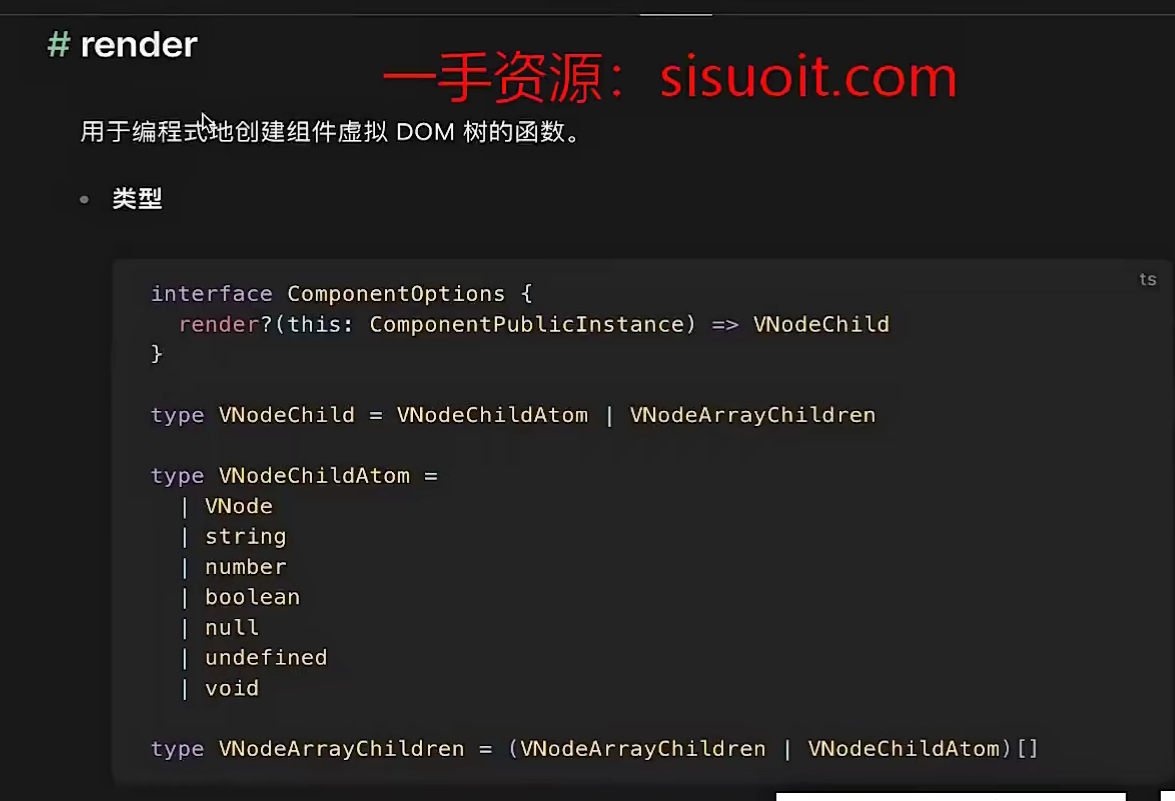 # render
一手资源：sisuoit.com
用于编程式地创建组件虚拟 DOM 树的函数。
类型
ts
interface ComponentOptions {
render?(this: ComponentPublicInstance) => VNodeChild
}
type VNodeChild = VNodeChildAtom | VNodeArrayChildren
type VNodeChildAtom =
| VNode
| string
| number
| boolean
| null
| undefined
| void
type VNodeArrayChildren = (VNodeArrayChildren | VNodeChildAtom)[]